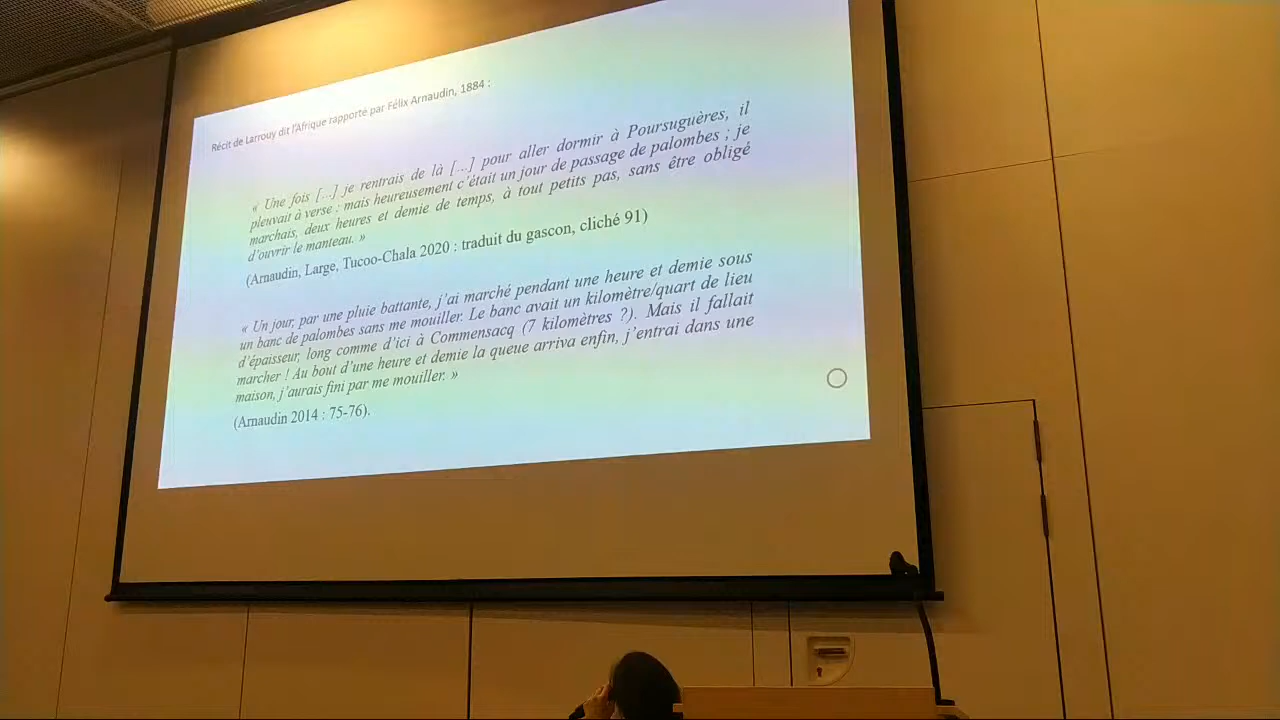 Récit de Larrouy dit l'Afrique rapporté par Félix Arnaudin, 1884 :
« Une fois [...] je rentrais de là [...] pour aller dormir à Poursuguères, il
pleuvait à verse ; mais heureusement c'était un jour de passage de palombes ; je
marchais, deux heures et demie de temps, à tout petits pas, sans être obligé
d'ouvrir le manteau. »
(Arnaudin, Large, Tucoo-Chala 2020 : traduit du gascon, cliché 91)
« Un jour, par une pluie battante, j'ai marché pendant une heure et demie sous
un banc de palombes sans me mouiller. Le banc avait un kilomètre/quart de lieu
d'épaisseur, long comme d'ici à Commensacq (7 kilomètres ?). Mais il fallait
marcher ! Au bout d'une heure et demie la queue arriva enfin, j'entrai dans une
maison, j'aurais fini par me mouiller. »
(Arnaudin 2014 : 75-76).